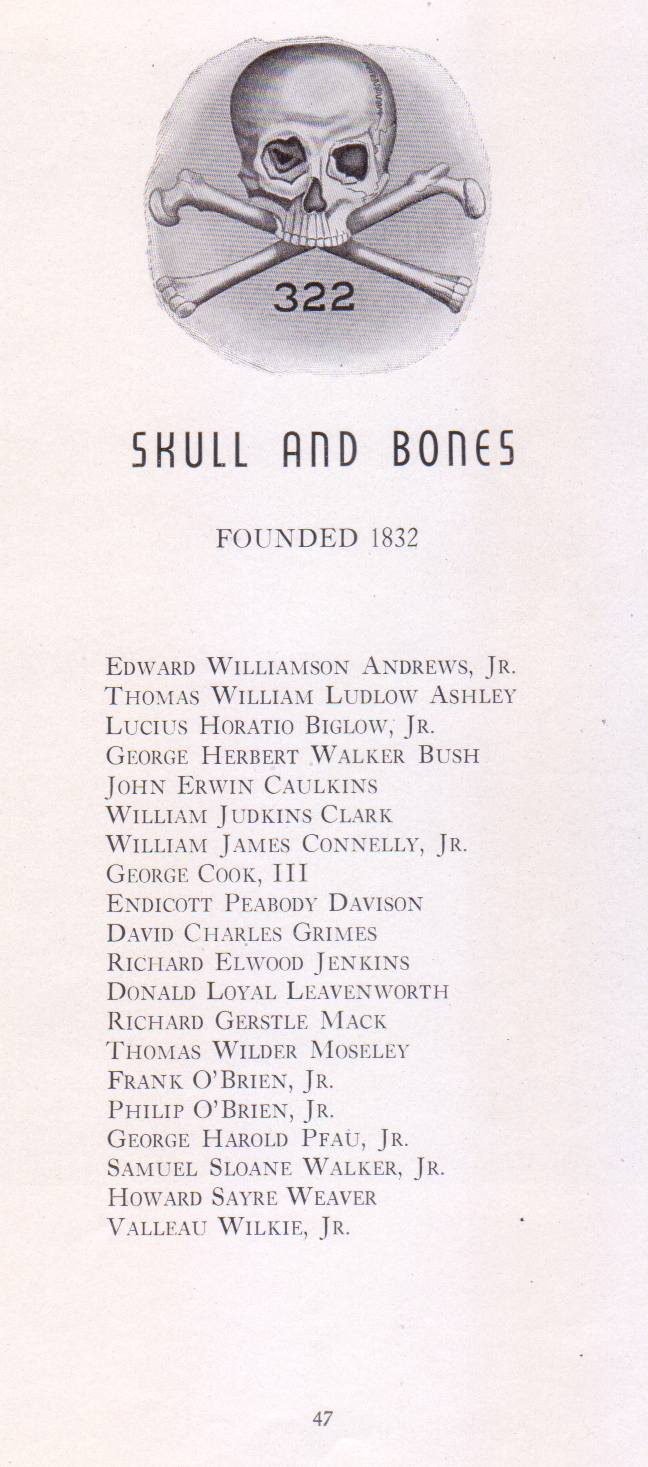 322
SKULL AND BONES
FOUNDED 1832
EDWARD WILLIAMSON ANDREWS, JR.
THOMAS WILLIAM LUDLOW ASHLEY
LUCIUS HORATIO BIGLOW, JR.
GEORGE HERBERT WALKER BUSH
JOHN ERWIN CAULKINS
WILLIAM JUDKINS CLARK
WILLIAM JAMES CONNELLY, JR.
GEORGE COOK, III
ENDICOTT PEABODY DAVISON
DAVID CHARLES GRIMES
RICHARD ELWOOD JENKINS
DONALD LOYAL LEAVENWORTH
RICHARD GERSTLE MACK
THOMAS WILDER MOSELEY
FRANK O'BRIEN, JR.
PHILIP O'BRIEN, JR.
GEORGE HAROLD PFAU, JR.
SAMUEL SLOANE WALKER, JR.
HOWARD SAYRE WEAVER
VALLEAU WILKIE, JR.
47